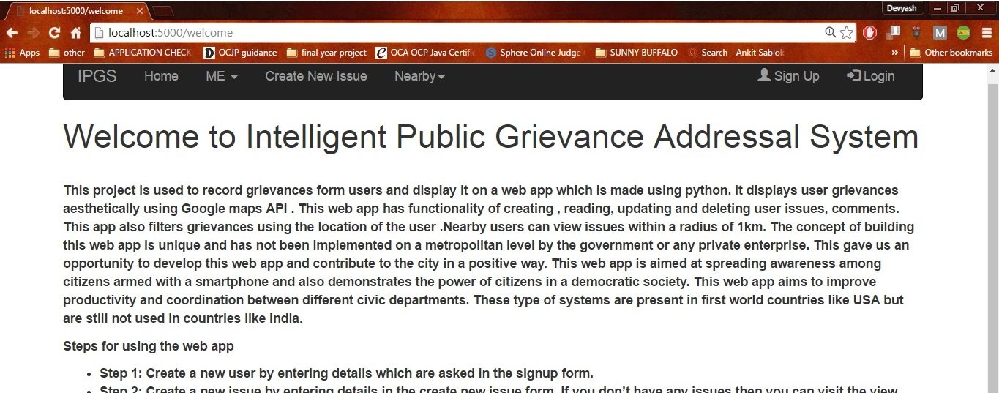 localhost:5000/welcome
Devyash
localhost:5000/welcome
M
Apps other APPLICATION CHECK D OCJP guidance final year project OCA OCP Java Certific Sphere Online Judge ( SUNNY BUFFALO Search - Ankit Sablok » Other bookmarks
IPGS Home ME Create New Issue Nearby Sign Up Login
Welcome to Intelligent Public Grievance Addressal System
This project is used to record grievances form users and display it on a web app which is made using python. It displays user grievances
aesthetically using Google maps API . This web app has functionality of creating , reading, updating and deleting user issues, comments.
This app also filters grievances using the location of the user .Nearby users can view issues within a radius of 1km. The concept of building
this web app is unique and has not been implemented on a metropolitan level by the government or any private enterprise. This gave us an
opportunity to develop this web app and contribute to the city in a positive way. This web app is aimed at spreading awareness among
citizens armed with a smartphone and also demonstrates the power of citizens in a democratic society. This web app aims to improve
productivity and coordination between different civic departments. These type of systems are present in first world countries like USA but
are still not used in countries like India.
Steps for using the web app
• Step 1: Create a new user by entering details which are asked in the signup form.
• Step 2: Create a new issue by entering details in the create new issue form. If you don't have any issues then you can visit the view